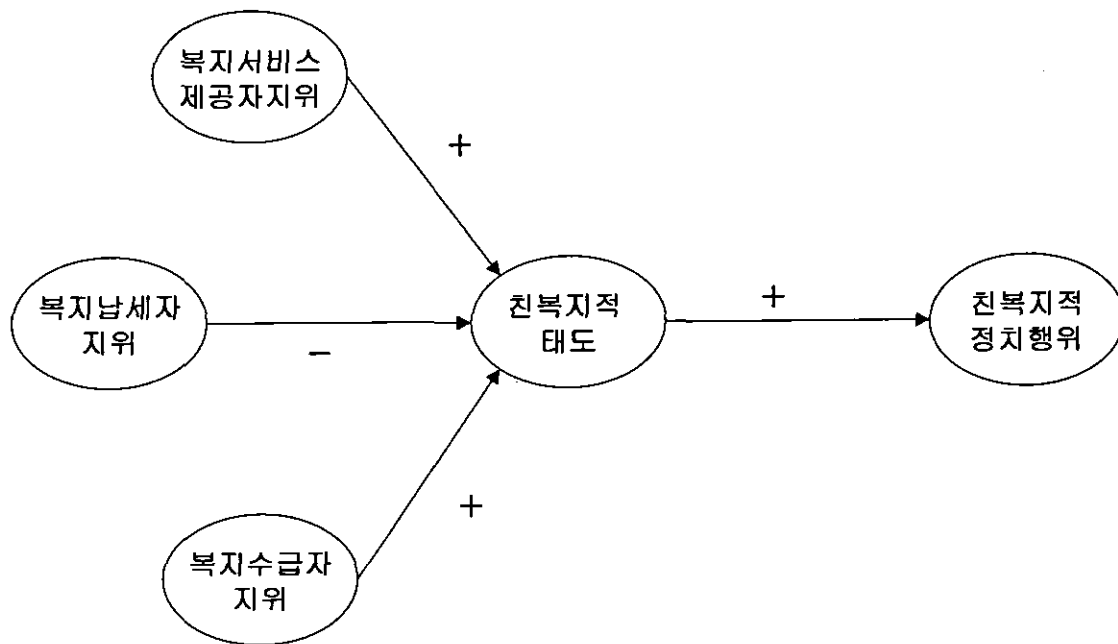 복지서비스
제공자지위
+
복지납세자
지위
−
친복지적
태도
+
친복지적
정치행위
+
복지수급자
지위